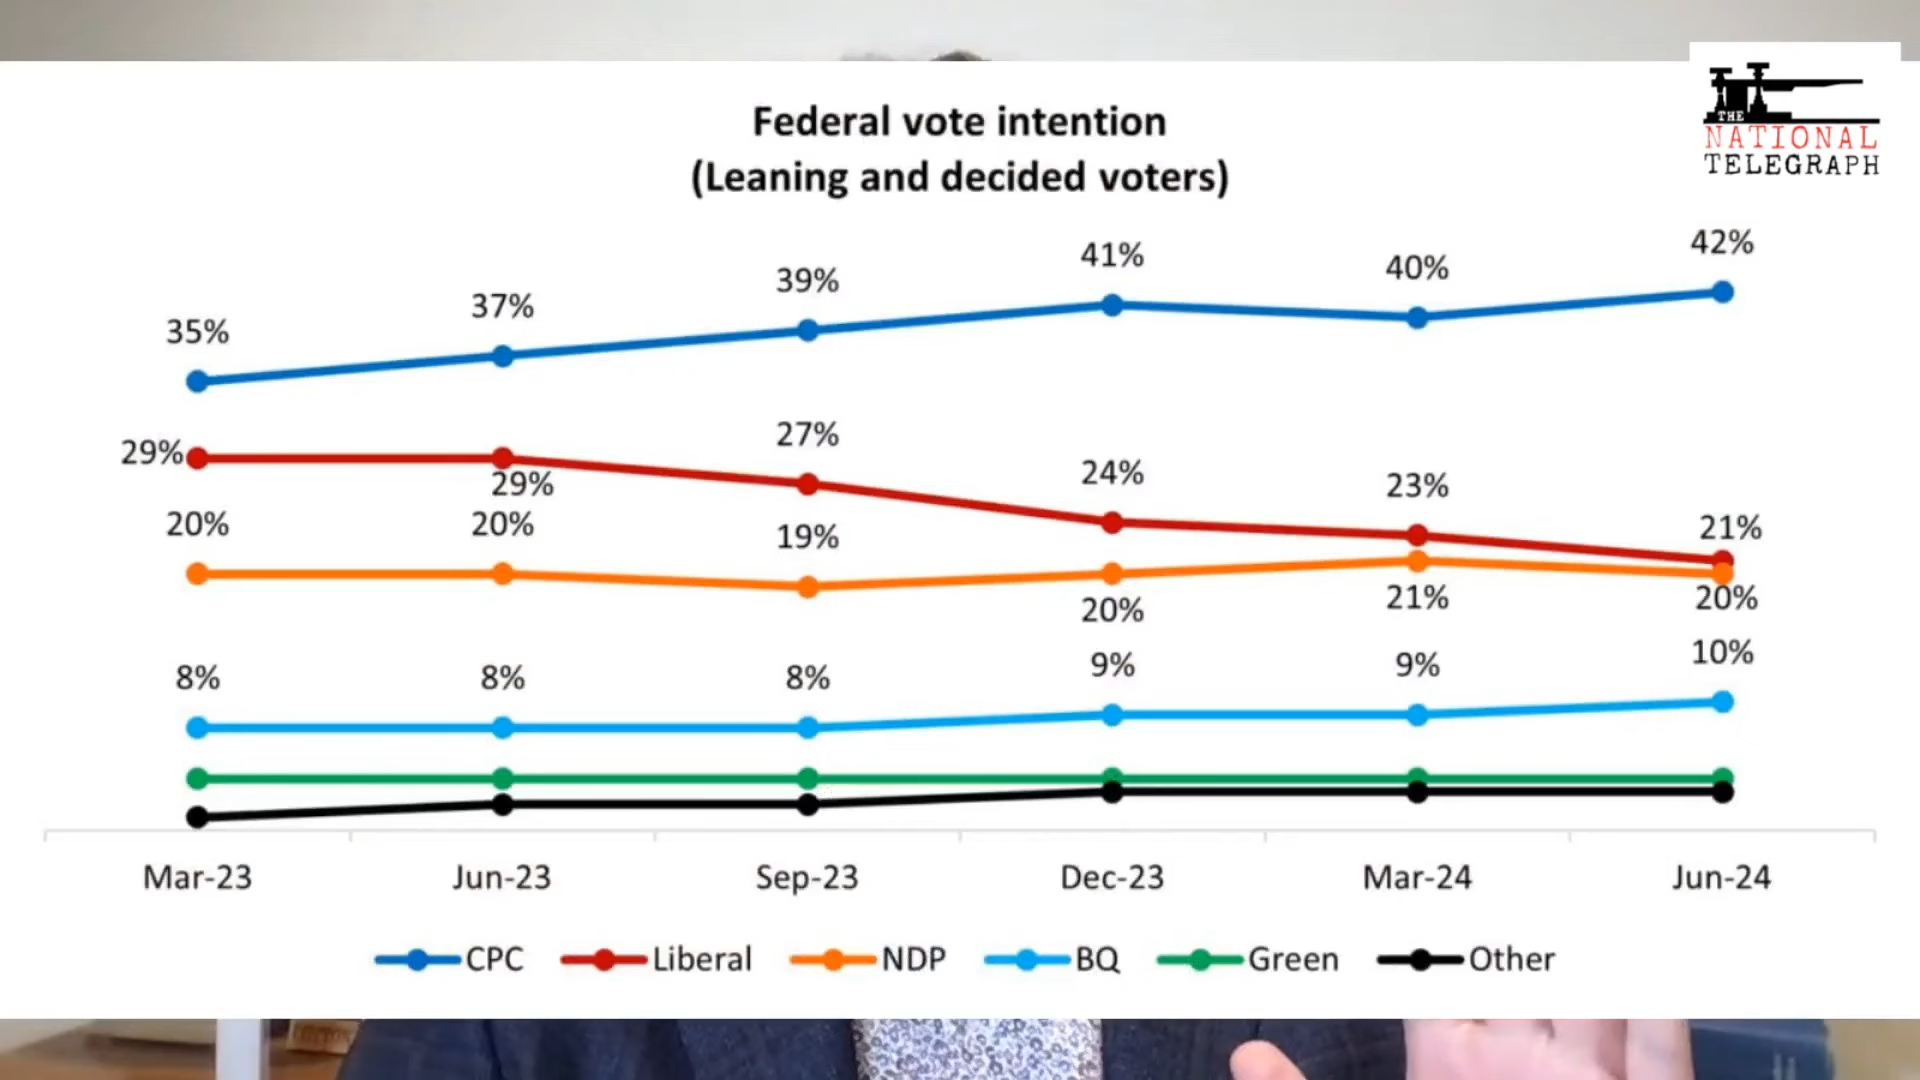 Federal vote intention
(Leaning and decided voters)
THE
NATIONAL
TELEGRAPH
42%
41%
40%
39%
37%
35%
29%
29%
27%
24%
23%
21%
20%
20%
19%
20%
21%
20%
8%
8%
8%
9%
9%
10%
Mar-23
Jun-23
Sep-23
Dec-23
Mar-24
Jun-24
CPC
Liberal
NDP
BQ
Green
Other